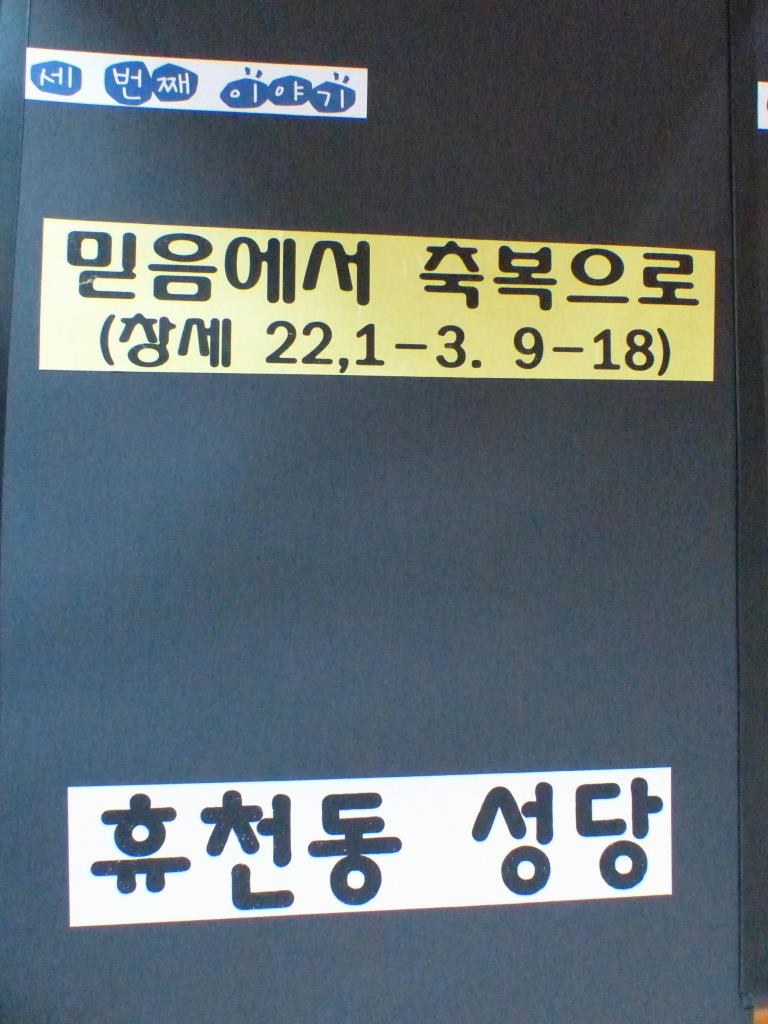 세 번째 이야기
믿음에서 축복으로
(창세 22,1-3. 9-18)
휴천동 성당